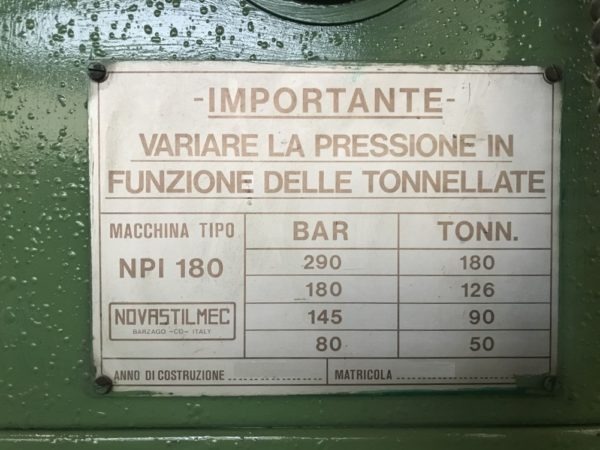 -IMPORTANTE-
VARIARE LA PRESSIONE IN
FUNZIONE DELLE TONNELLATE
MACCHINA TIPO
NPI 180
NOVASTILMEC
BARZAGO -CO- ITALY
BAR TONN.
290 180
180 126
145 90
80 50
ANNO DI COSTRUZIONE MATRICOLA